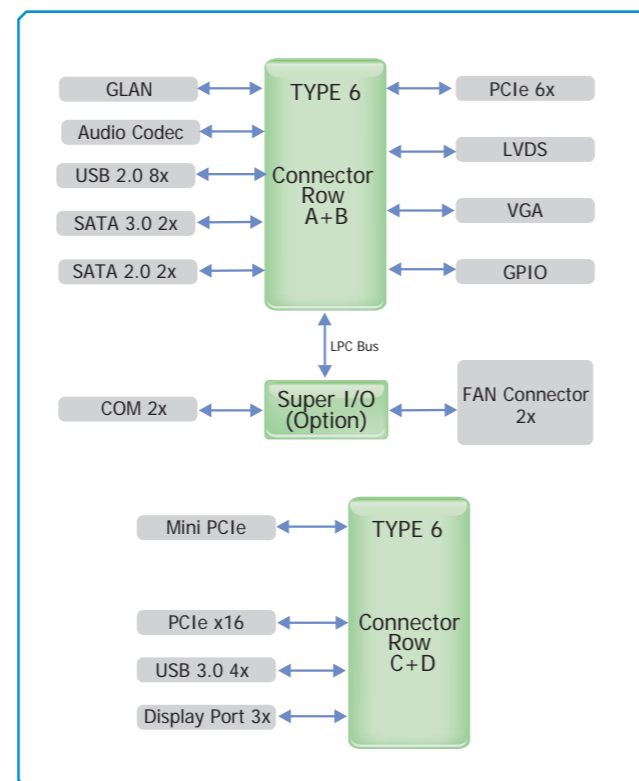 GLAN
Audio Codec
USB 2.0 8x
SATA 3.0 2x
SATA 2.0 2x
TYPE 6
Connector
Row
A+B
PCIe 6x
LVDS
VGA
GPIO
LPC Bus
COM 2x
Super I/O
(Option)
FAN Connector
2x
Mini PCIe
PCIe x16
USB 3.0 4x
Display Port 3x
TYPE 6
Connector
Row
C+D